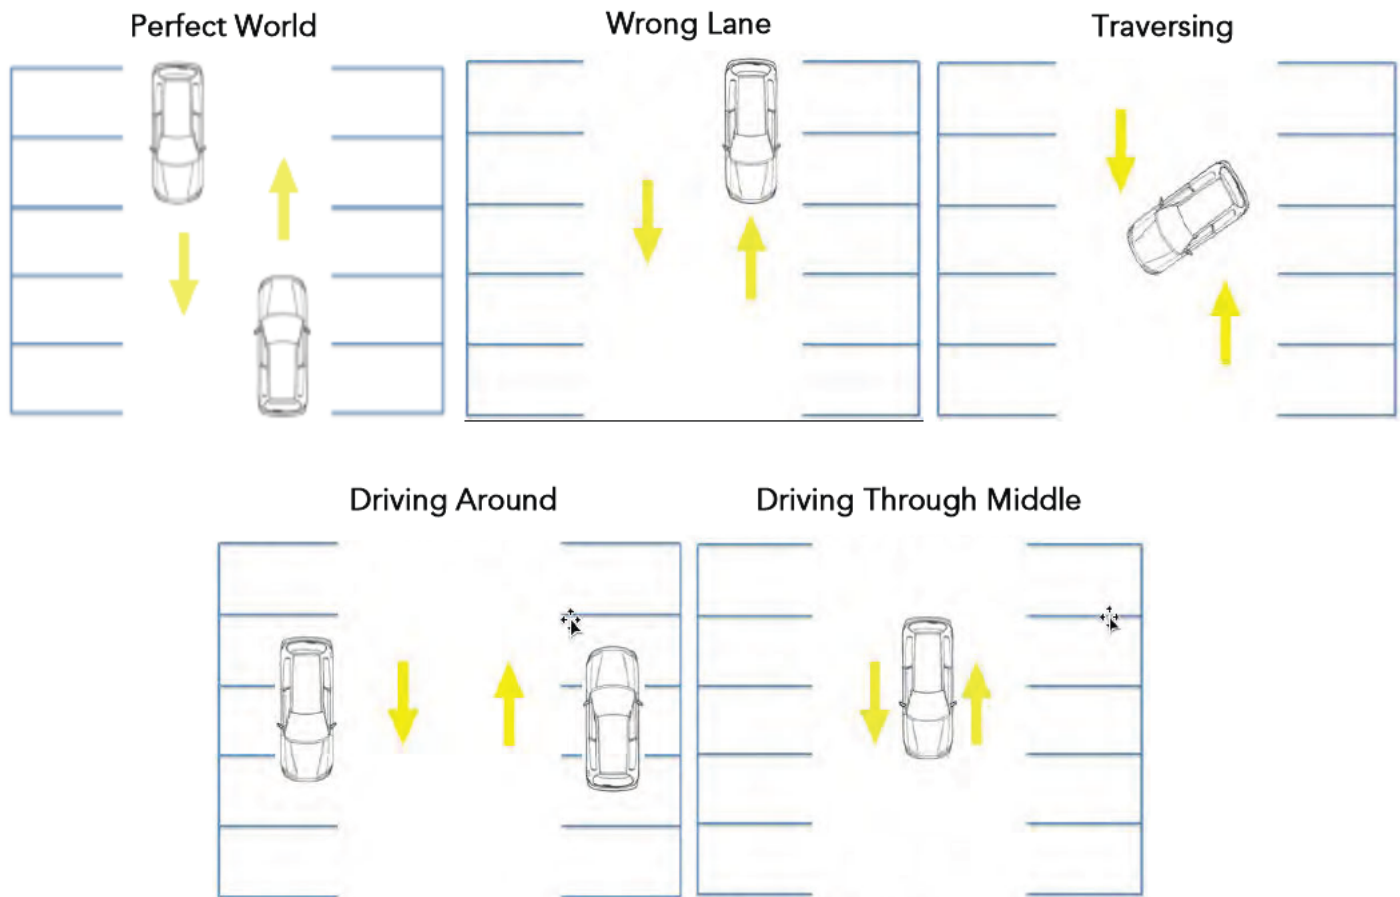 Perfect World
Wrong Lane
Traversing
Driving Around
Driving Through Middle